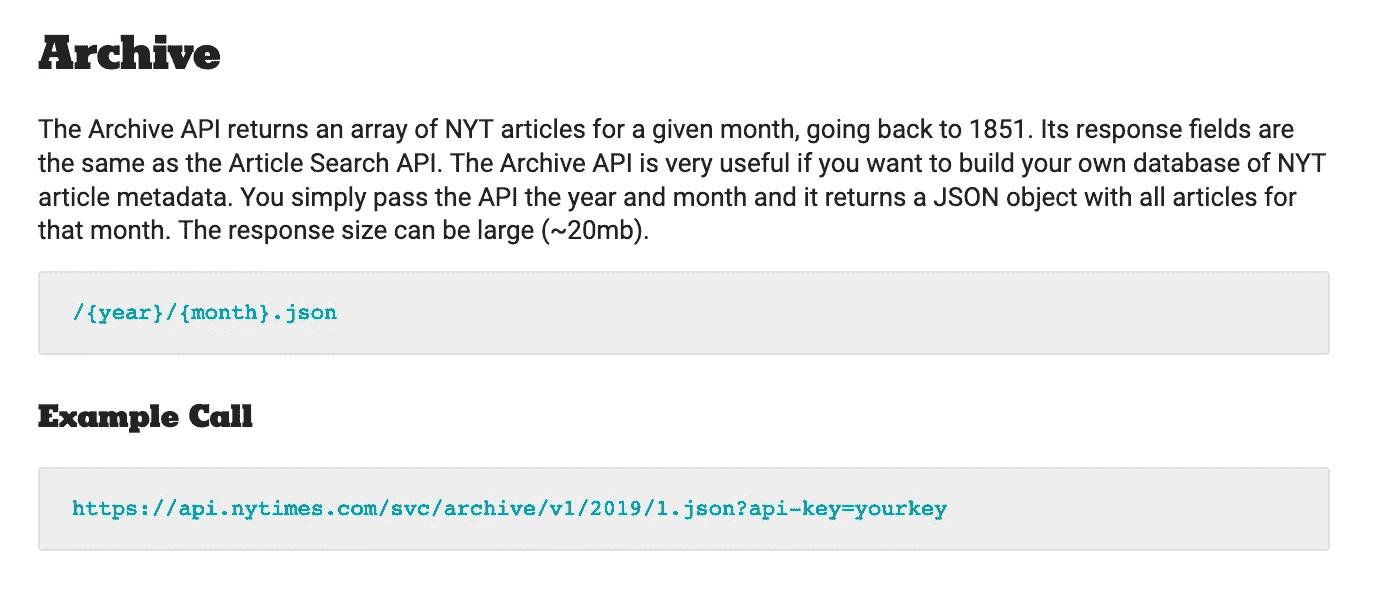 Archive
The Archive API returns an array of NYT articles for a given month, going back to 1851. Its response fields are
the same as the Article Search API. The Archive API is very useful if you want to build your own database of NYT
article metadata. You simply pass the API the year and month and it returns a JSON object with all articles for
that month. The response size can be large (~20mb).
/{year}/{month}.json
Example Call
https://api.nytimes.com/svc/archive/v1/2019/1.json?api-key=yourkey